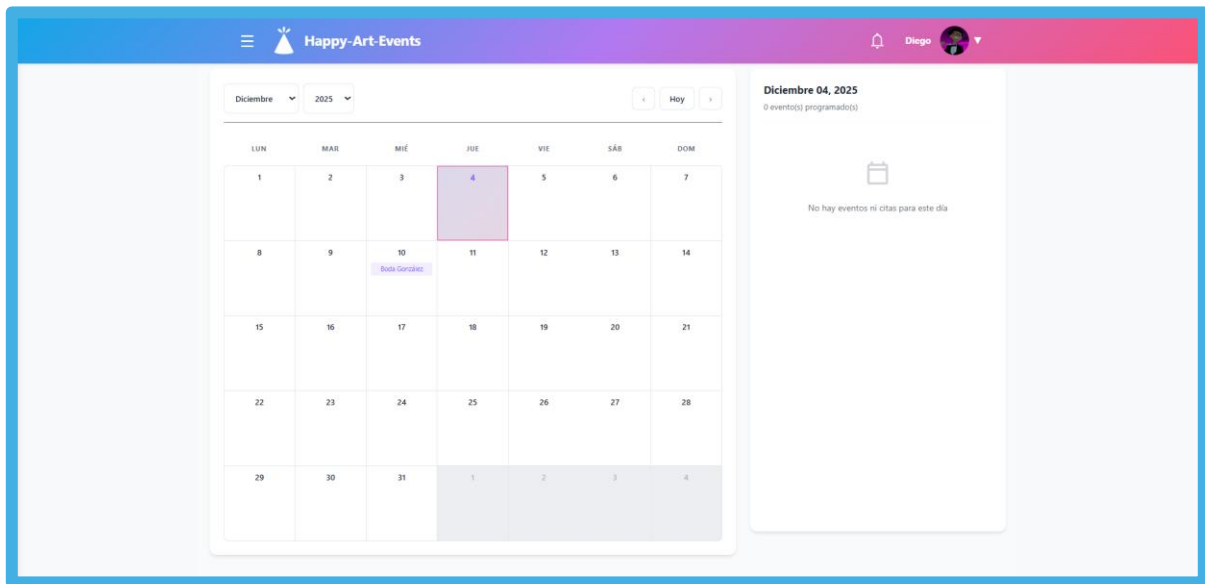 Happy-Art-Events
Diego
Diciembre 2025 Hoy
LUN MAR MIÉ JUE VIE SÁB DOM
1 2 3 4 5 6 7
8 9 10 11 12 13 14
Boda González
15 16 17 18 19 20 21
22 23 24 25 26 27 28
29 30 31 1 2 3 4
Diciembre 04, 2025
0 evento(s) programado(s)
No hay eventos ni citas para este día